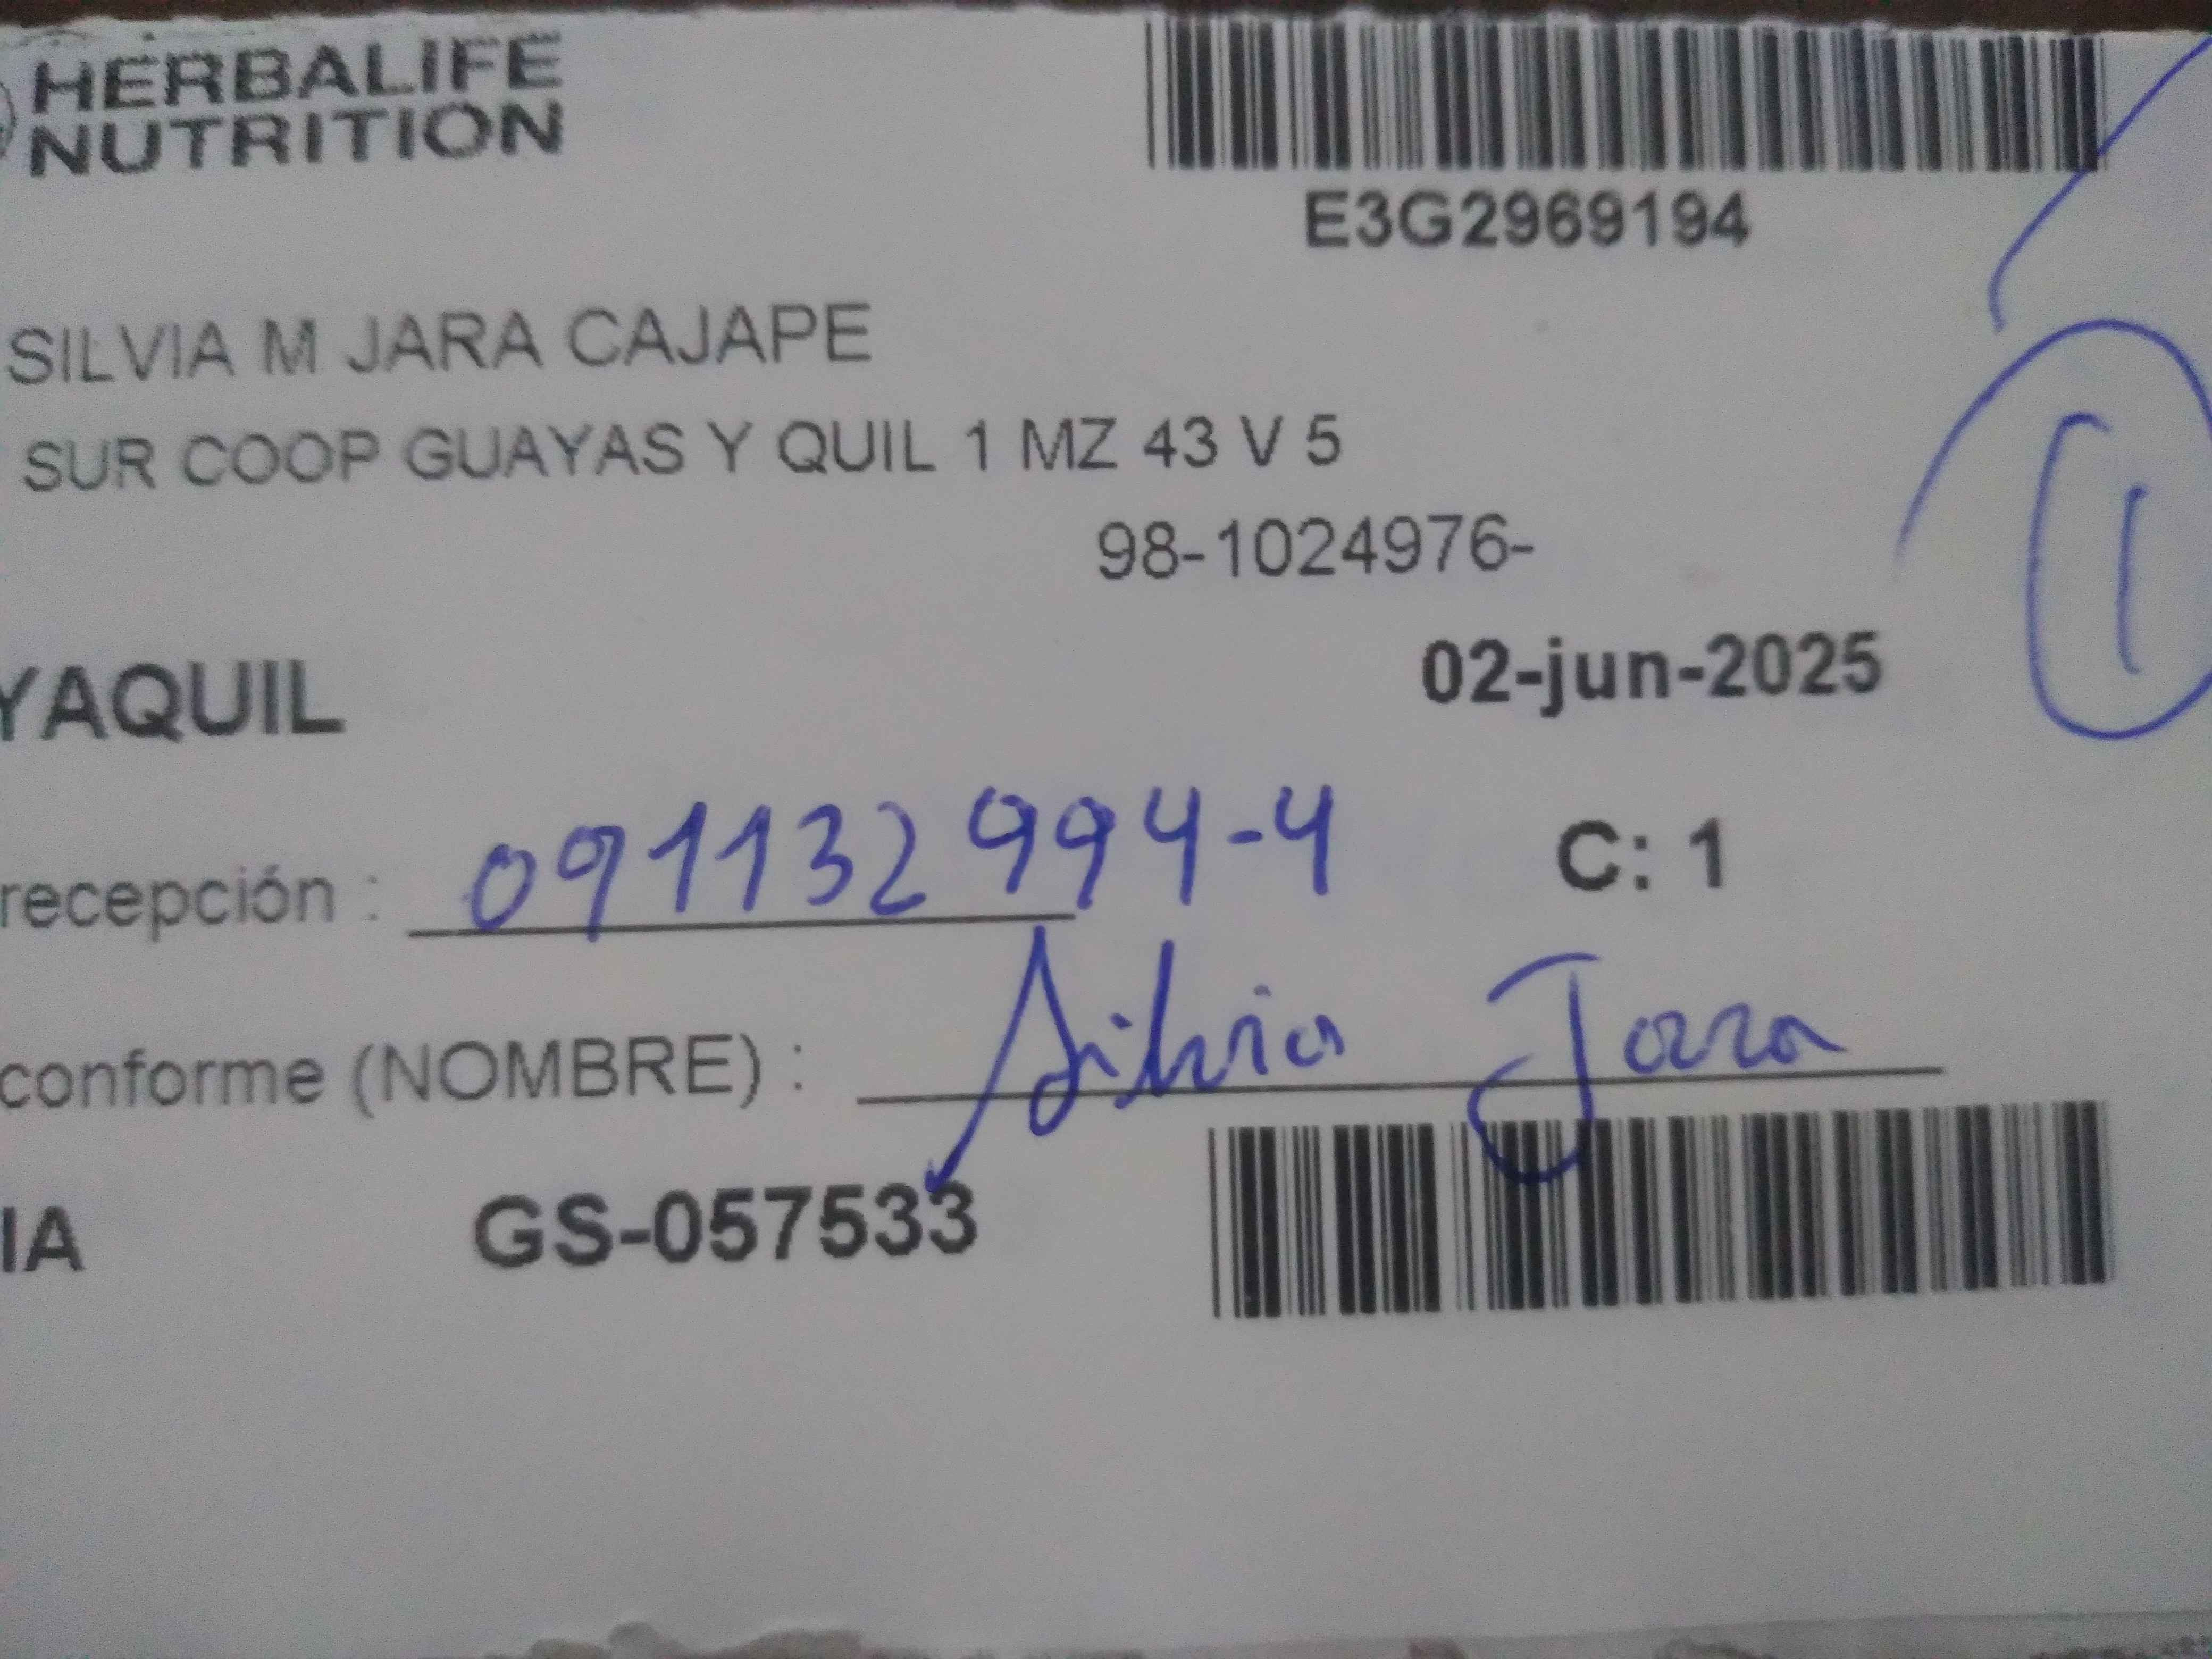 HERBALIFE
NUTRITION
E3G2969194
SILVIA M JARA CAJAPE
SUR COOP GUAYAS Y QUIL 1 MZ 43 V 5
98-1024976-
YAQUIL
02-jun-2025
1
recepción : 091132994-4
C: 1
conforme (NOMBRE) : Silvia Jara
IA
GS-057533